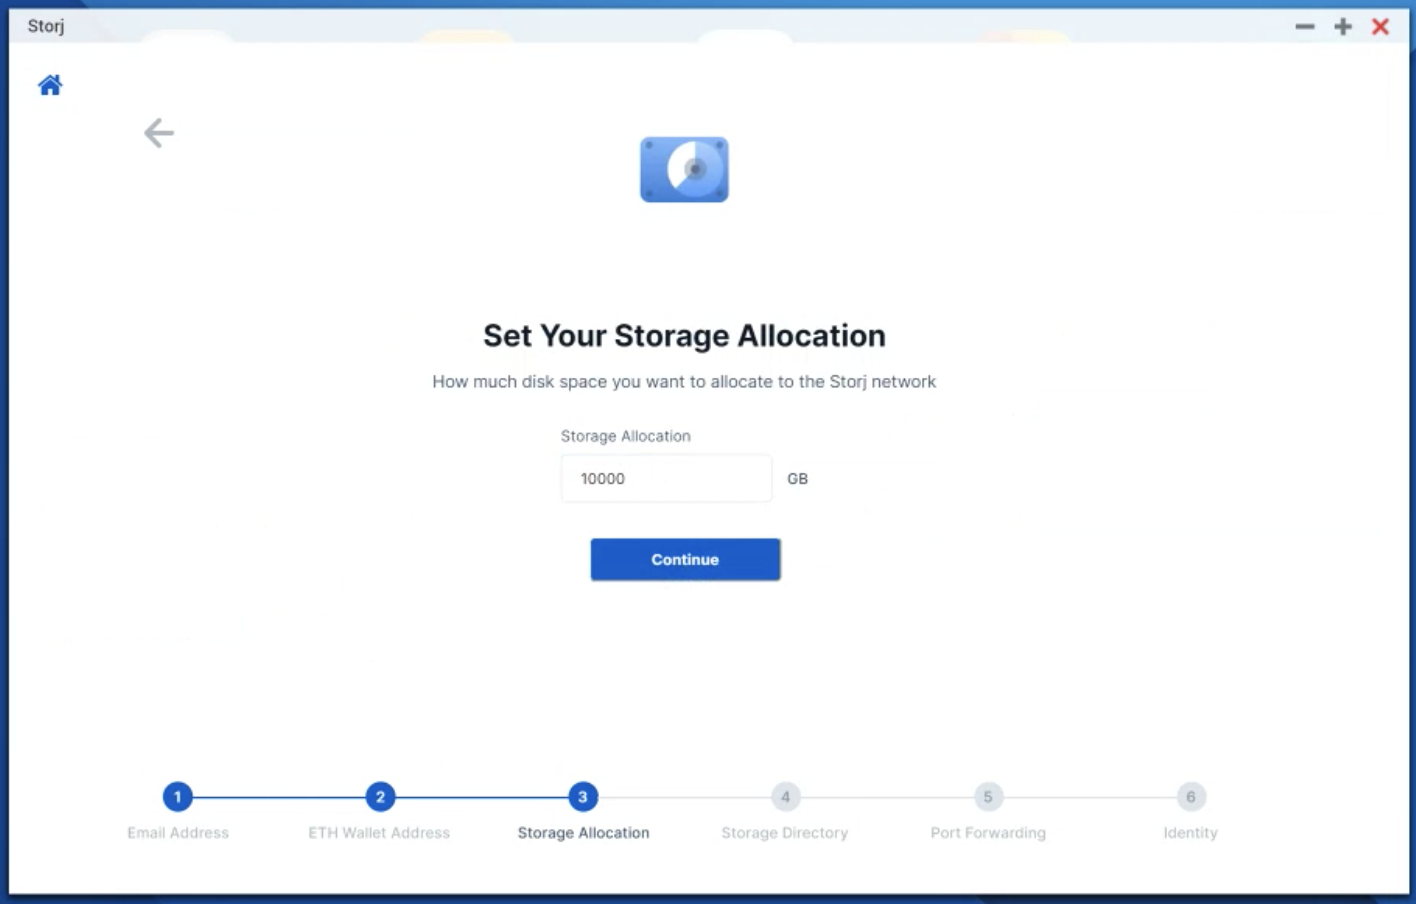 Storj
Set Your Storage Allocation
How much disk space you want to allocate to the Storj network
Storage Allocation
10000 GB
Continue
1 2 3 4 5 6
Email Address ETH Wallet Address Storage Allocation Storage Directory Port Forwarding Identity